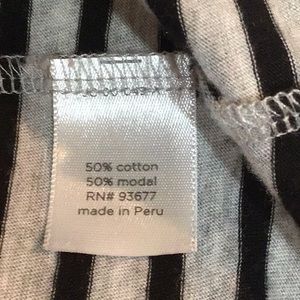 50% cotton
50% modal
RN# 93677
made in Peru